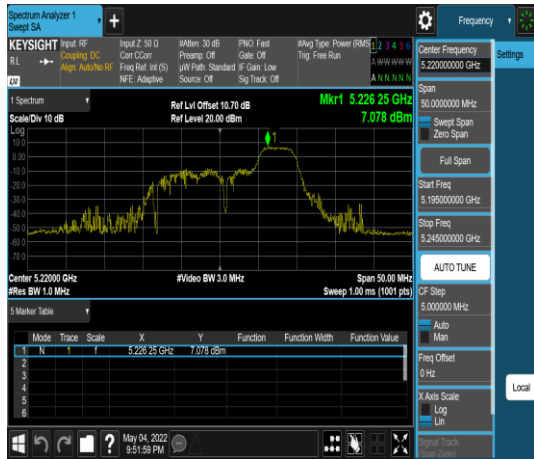 Spectrum Analyzer 1
Swept SA
Frequency
KEYSIGHT
RL
LXI
Input: RF
Coupling: DC
Align: Auto/No RF
Input Z: 50 Ω
Corr CCorr
Freq Ref: Int (S)
NFE: Adaptive
#Atten: 30 dB
Preamp: Off
µW Path: Standard
Source: Off
PNO: Fast
Gate: Off
IF Gain: Low
Sig Track: Off
#Avg Type: Power (RMS)
Trig: Free Run
1 2 3 4 5 6
A WW WW W
A N N N N N
1 Spectrum
Scale/Div 10 dB
Ref Lvl Offset 10.70 dB
Ref Level 20.00 dBm
Mkr1 5.226 25 GHz
7.078 dBm
Log
10.0
0.00
-10.0
-20.0
-30.0
-40.0
-50.0
-60.0
-70.0
1
Center 5.22000 GHz
#Res BW 1.0 MHz
#Video BW 3.0 MHz
Span 50.00 MHz
Sweep 1.00 ms (1001 pts)
5 Marker Table
Mode Trace Scale X Y Function Function Width Function Value
1 N 1 f 5.226 25 GHz 7.078 dBm
2
3
4
5
6
May 04, 2022
9:51:59 PM
Center Frequency
5.220000000 GHz
Span
50.0000000 MHz
Swept Span
Zero Span
Full Span
Start Freq
5.195000000 GHz
Stop Freq
5.245000000 GHz
AUTO TUNE
CF Step
5.000000 MHz
Auto
Man
Freq Offset
0 Hz
X Axis Scale
Log
Lin
Signal Track
(Span Zoom)
Settings
Local